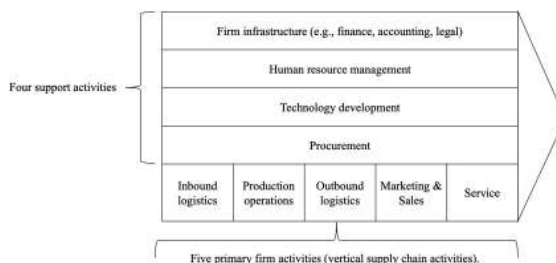 Firm infrastructure (e.g., finance, accounting, legal)
Human resource management
Four support activities
Technology development
Procurement
Inbound
logistics
Production
operations
Outbound
logistics
Marketing &
Sales
Service
Five primary firm activities (vertical supply chain activities).